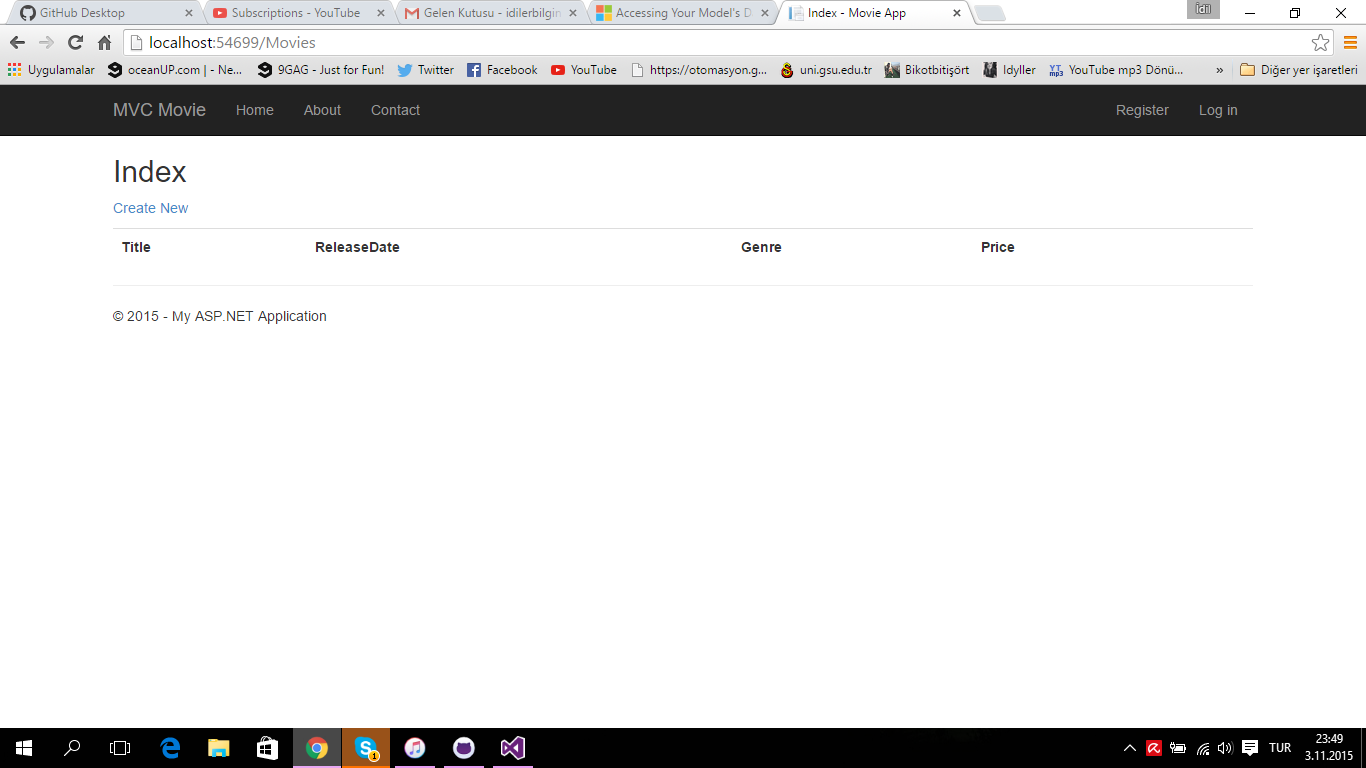 GitHub Desktop
Subscriptions - YouTube
Gelen Kutusu - idilerbilgin
Accessing Your Model's D
Index - Movie App
İdil
localhost:54699/Movies
Uygulamalar
oceanUP.com | - Ne...
9GAG - Just for Fun!
Twitter
Facebook
YouTube
https://otomasyon.g...
uni.gsu.edu.tr
Bikotbitişört
Idyller
YT mp3
YouTube mp3 Dönü...
»
Diğer yer işaretleri
MVC Movie
Home
About
Contact
Register
Log in
Index
Create New
Title ReleaseDate Genre Price
© 2015 - My ASP.NET Application
1
TUR
23:49
3.11.2015